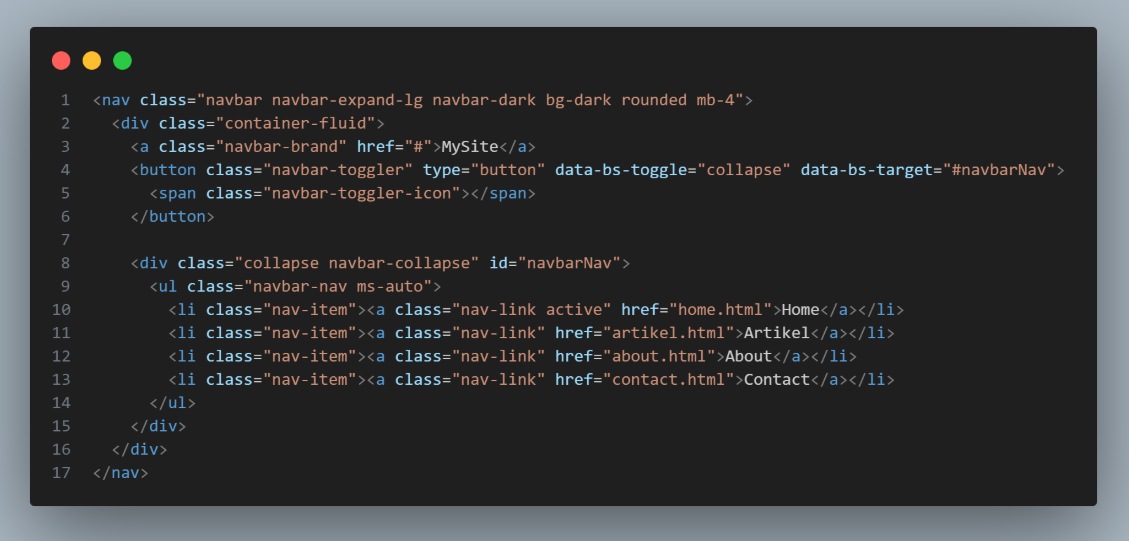 1 <nav class="navbar navbar-expand-lg navbar-dark bg-dark rounded mb-4">
2   <div class="container-fluid">
3     <a class="navbar-brand" href="#">MySite</a>
4     <button class="navbar-toggler" type="button" data-bs-toggle="collapse" data-bs-target="#navbarNav">
5       <span class="navbar-toggler-icon"></span>
6     </button>
7
8     <div class="collapse navbar-collapse" id="navbarNav">
9       <ul class="navbar-nav ms-auto">
10         <li class="nav-item"><a class="nav-link active" href="home.html">Home</a></li>
11         <li class="nav-item"><a class="nav-link" href="artikel.html">Artikel</a></li>
12         <li class="nav-item"><a class="nav-link" href="about.html">About</a></li>
13         <li class="nav-item"><a class="nav-link" href="contact.html">Contact</a></li>
14       </ul>
15     </div>
16   </div>
17 </nav>